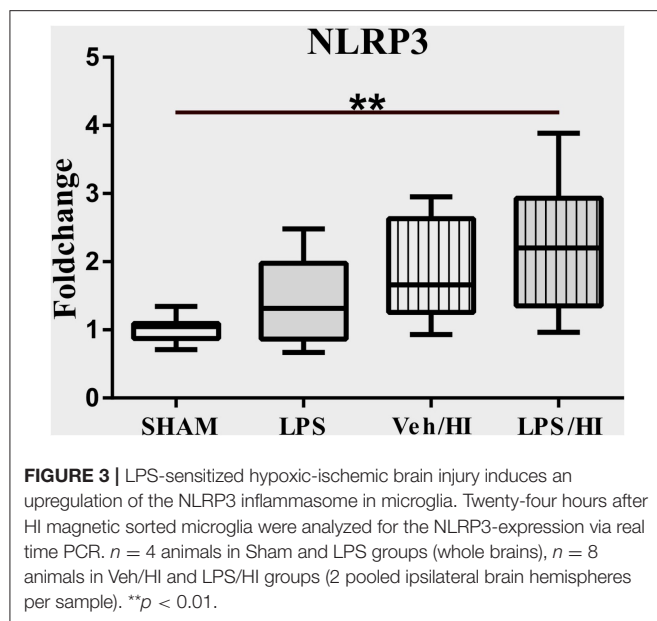 NLRP3
5
4
3
2
1
0
Foldchange
**
SHAM LPS Veh/HI LPS/HI
FIGURE 3 | LPS-sensitized hypoxic-ischemic brain injury induces an
upregulation of the NLRP3 inflammasome in microglia. Twenty-four hours after
HI magnetic sorted microglia were analyzed for the NLRP3-expression via real
time PCR. n = 4 animals in Sham and LPS groups (whole brains), n = 8
animals in Veh/HI and LPS/HI groups (2 pooled ipsilateral brain hemispheres
per sample). **p < 0.01.